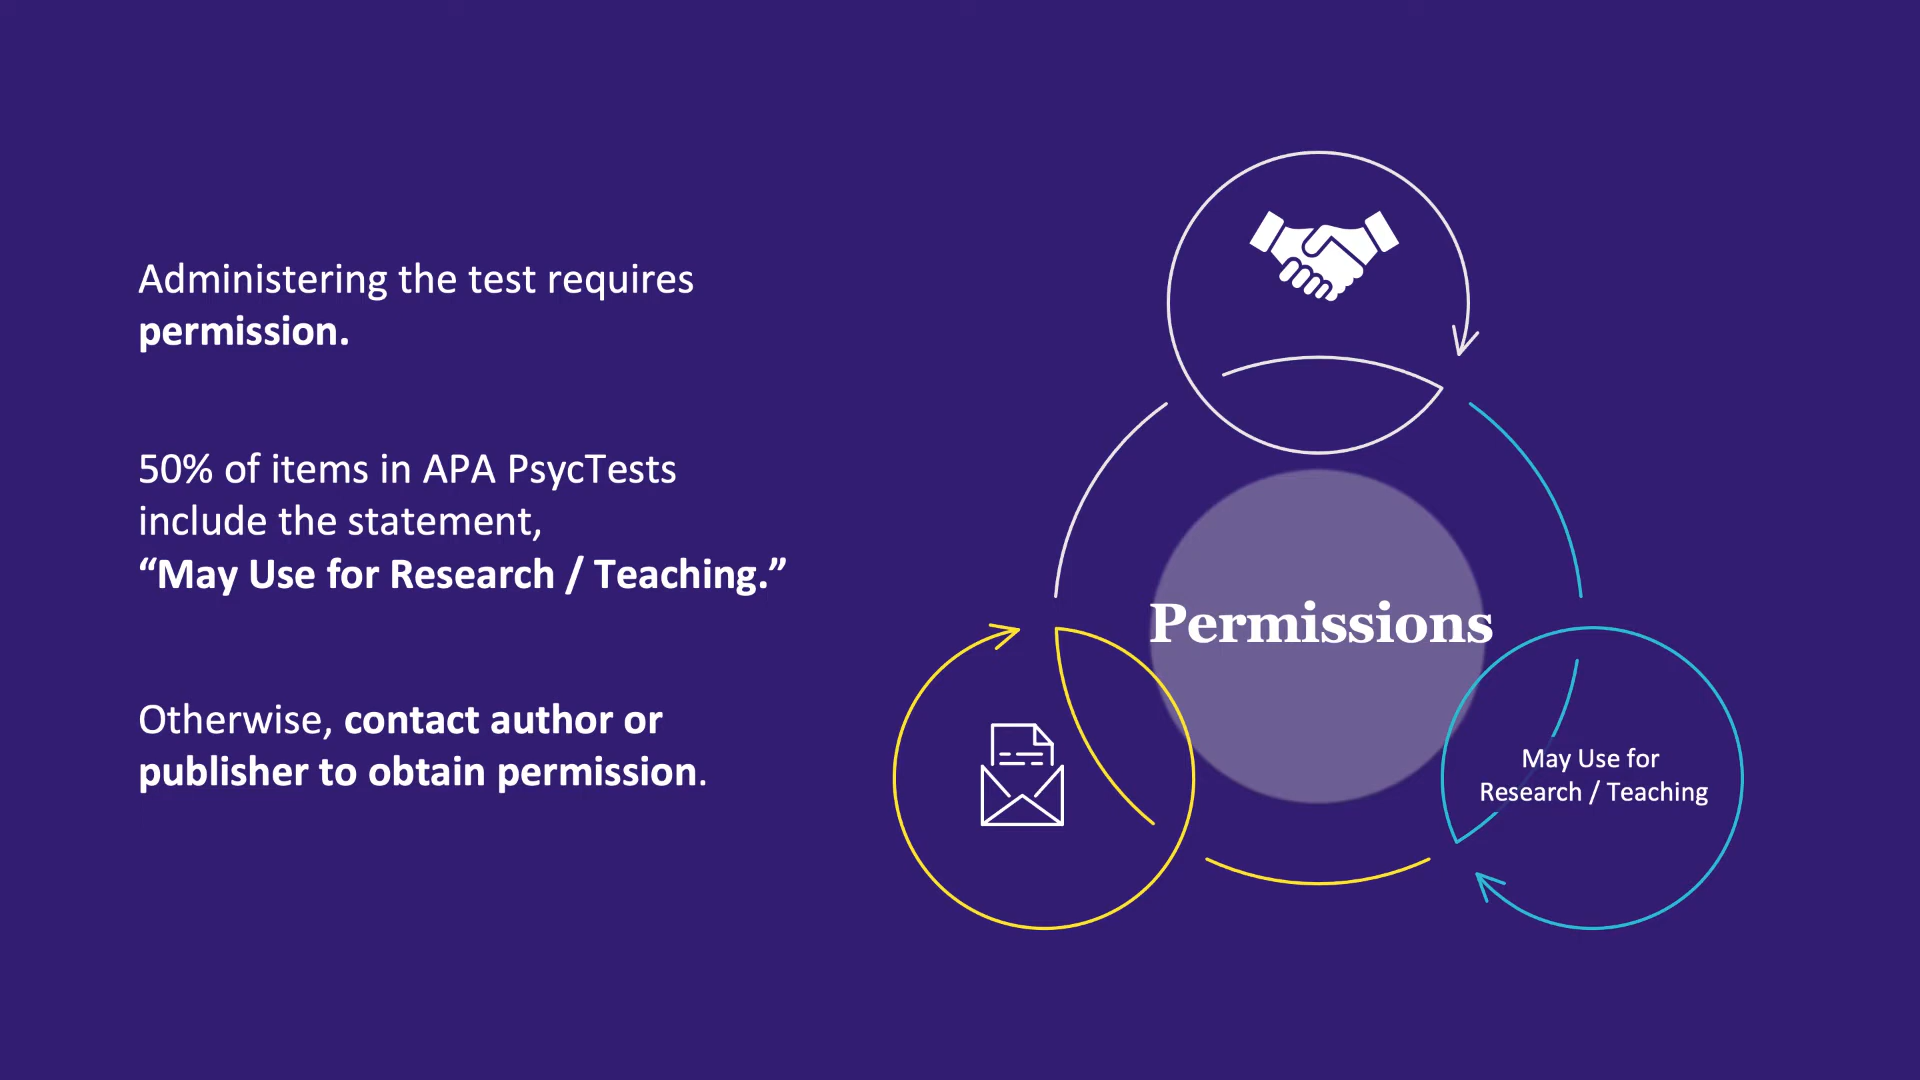 Administering the test requires
permission.
50% of items in APA PsycTests
include the statement,
“May Use for Research / Teaching.”
Otherwise, contact author or
publisher to obtain permission.
Permissions
May Use for
Research / Teaching